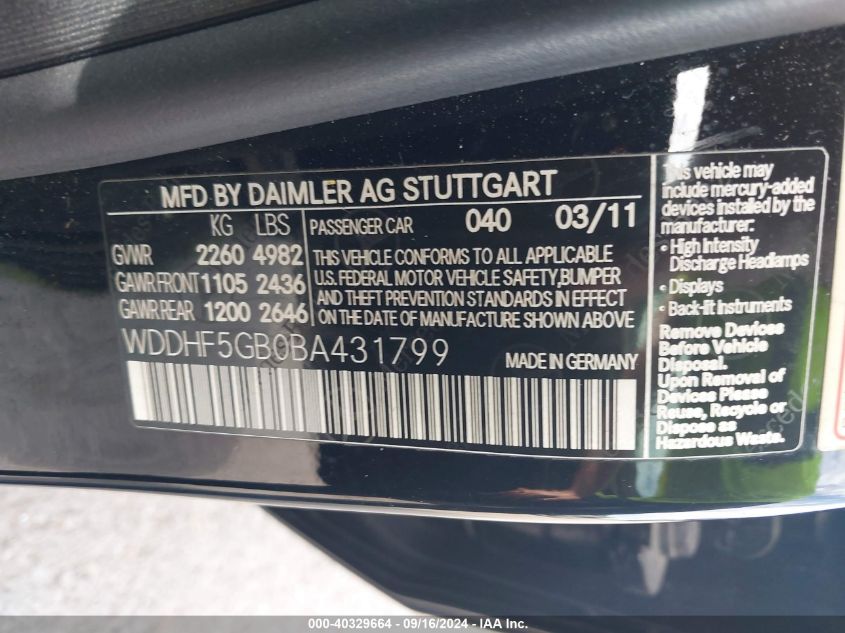 MFD BY DAIMLER AG STUTTGART
KG LBS
GVWR 2260 4982
GAWR FRONT 1105 2436
GAWR REAR 1200 2646
PASSENGER CAR 040 03/11
THIS VEHICLE CONFORMS TO ALL APPLICABLE
U.S. FEDERAL MOTOR VEHICLE SAFETY, BUMPER
AND THEFT PREVENTION STANDARDS IN EFFECT
ON THE DATE OF MANUFACTURE SHOWN ABOVE
WDDHF5GB0BA431799
MADE IN GERMANY
This vehicle may
include mercury-added
devices installed by the
manufacturer:
• High Intensity
Discharge Headlamps
• Displays
• Back-lit Instruments
Remove Devices
Before Vehicle
Disposal.
Upon Removal of
Devices Please
Reuse, Recycle or
Dispose as
Hazardous Waste.
000-40329664 - 09/16/2024 - IAA Inc.